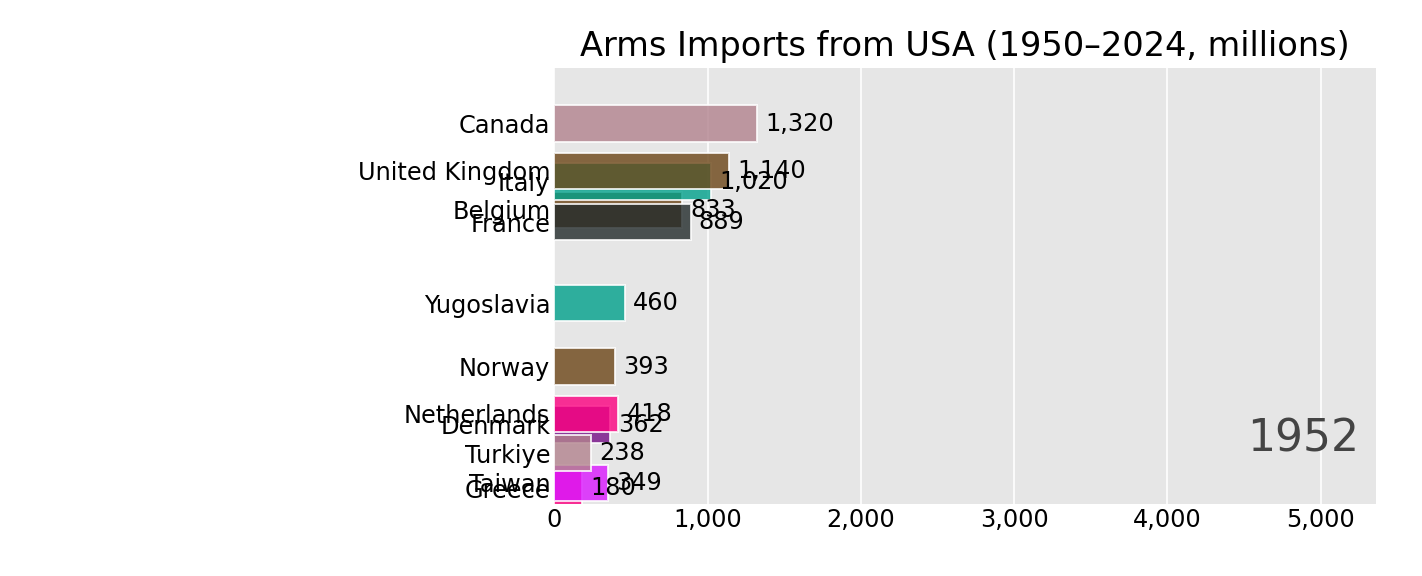 Arms Imports from USA (1950–2024, millions)
Canada 1,320
United Kingdom 1,140
Italy 1,020
Belgium 833
France 889
Yugoslavia 460
Norway 393
Netherlands 418
Denmark 362
1952
Turkiye 238
Taiwan 349
Greece 180
0 1,000 2,000 3,000 4,000 5,000